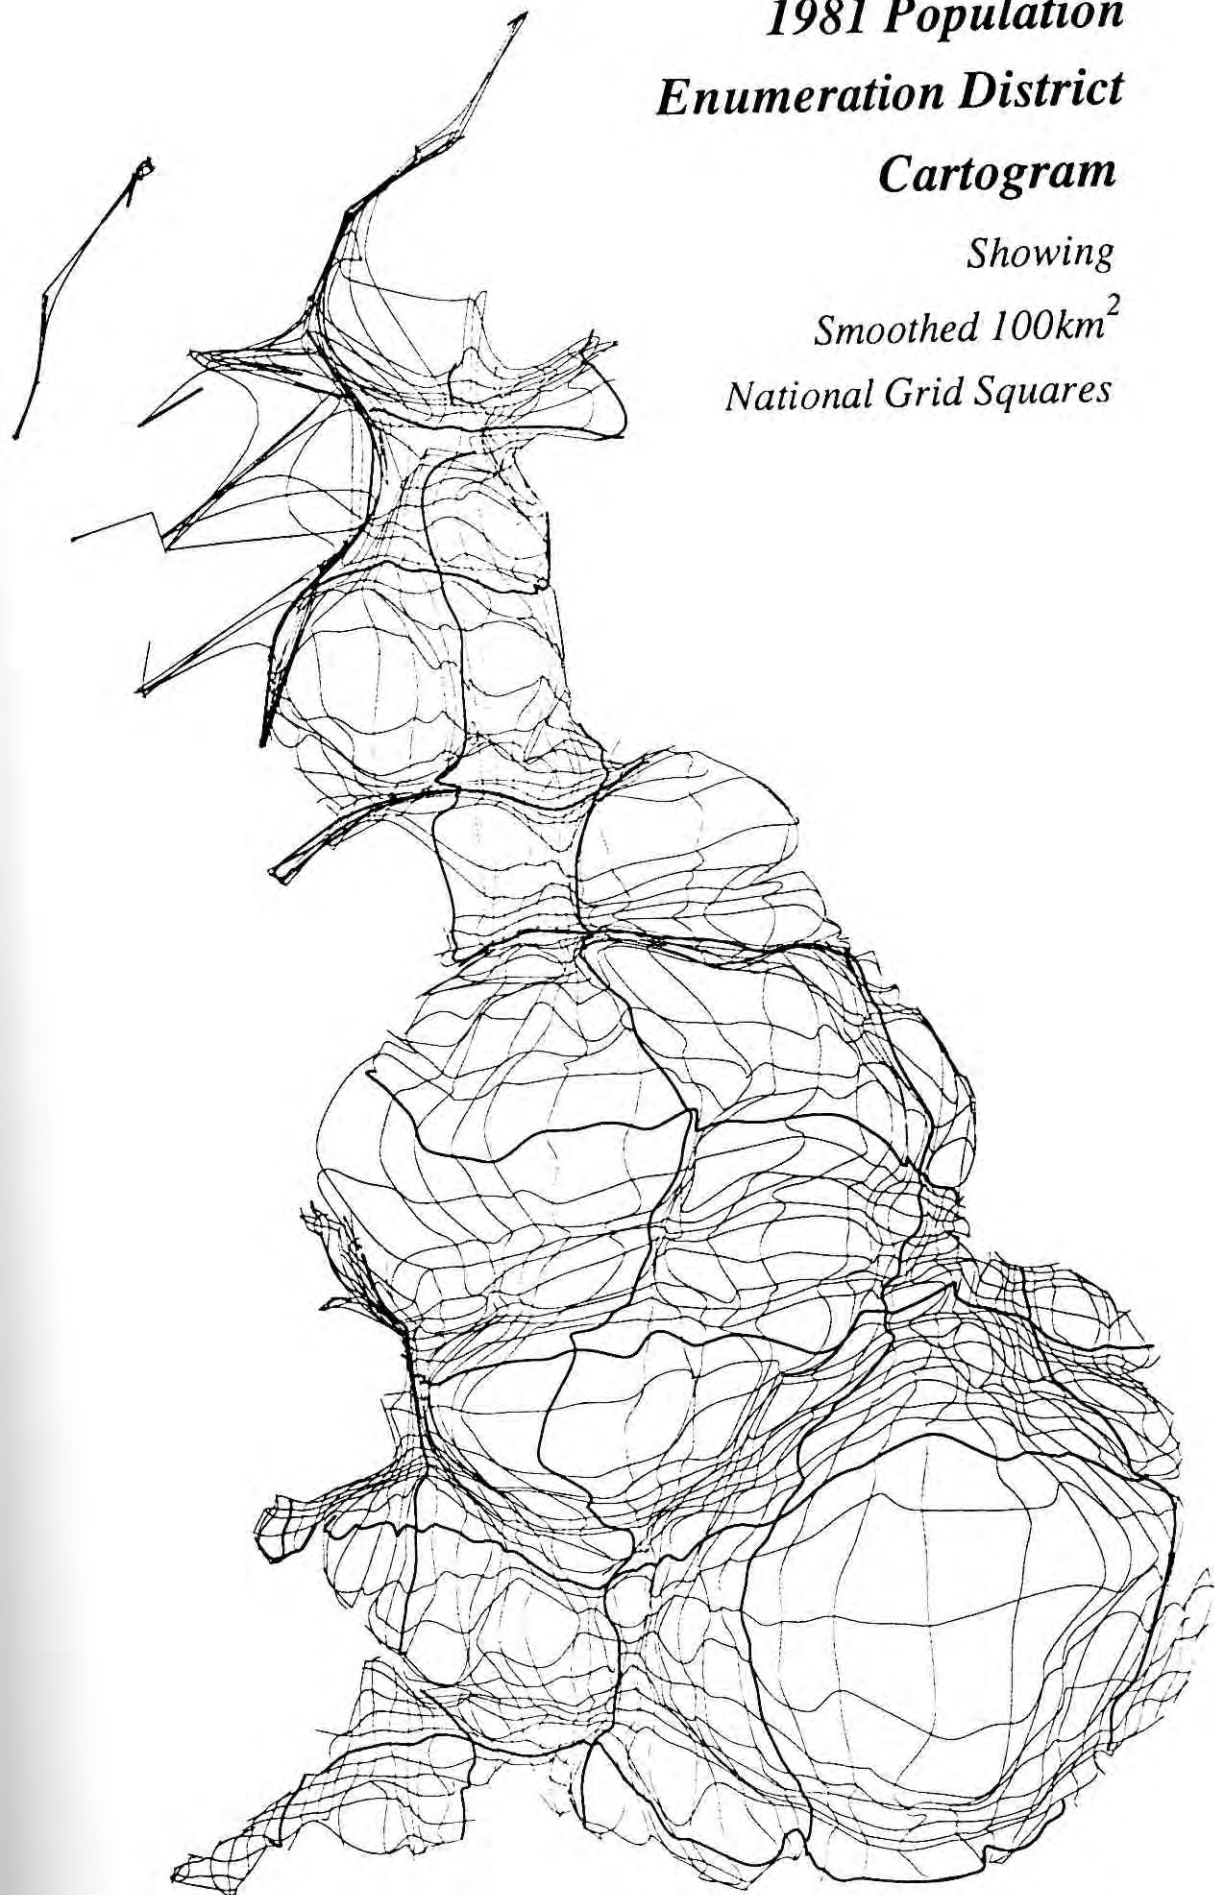 1981 Population
Enumeration District
Cartogram
Showing
Smoothed 100km²
National Grid Squares